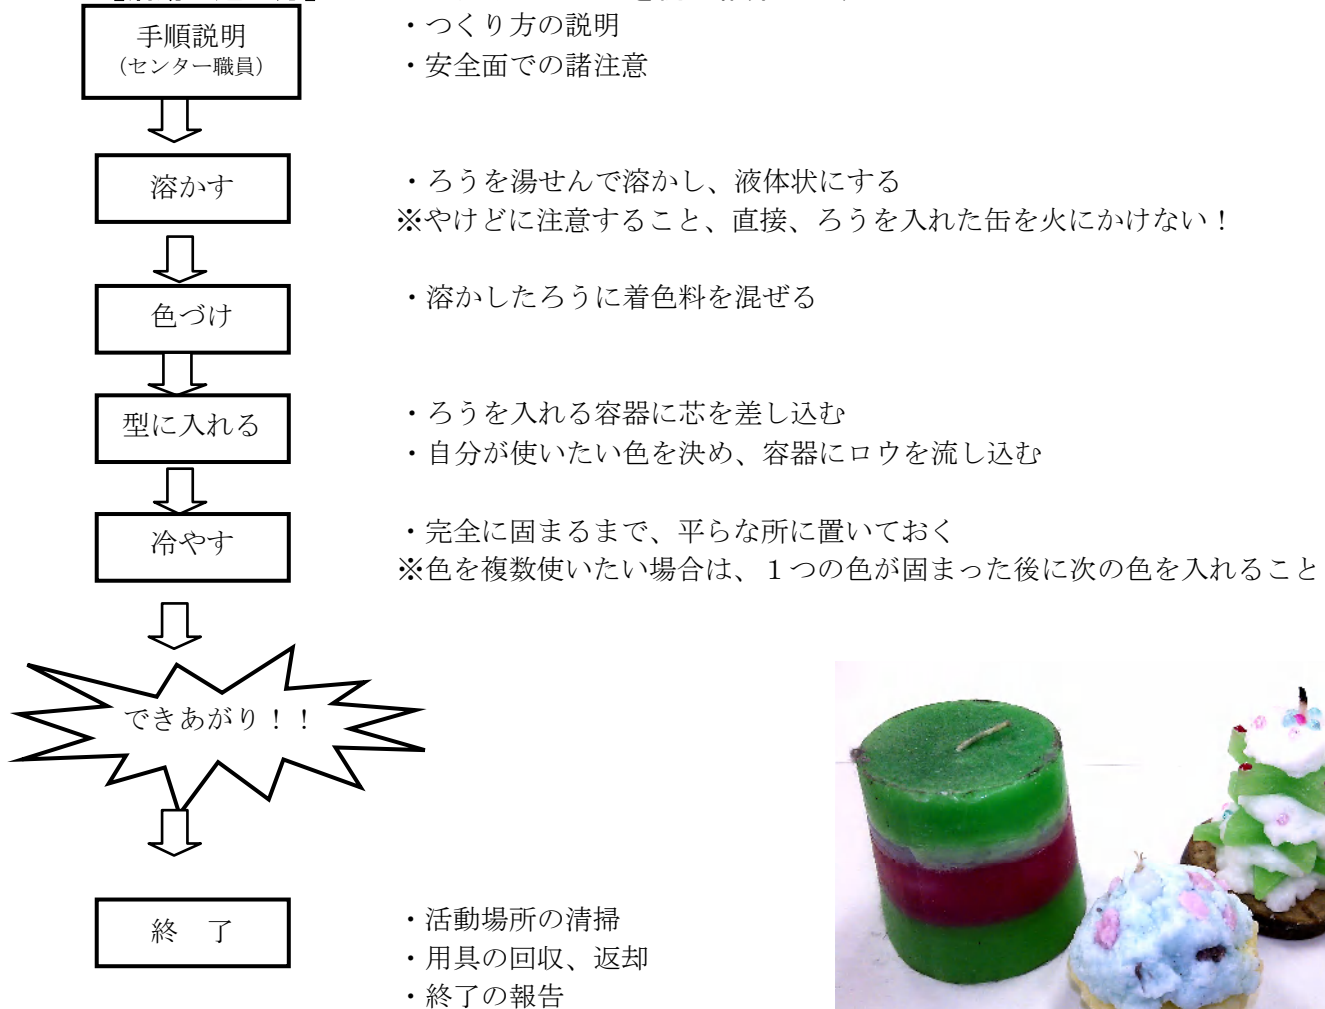 手順説明
（センター職員）
・つくり方の説明
・安全面での諸注意
溶かす
・ろうを湯せんで溶かし、液体状にする
※やけどに注意すること、直接、ろうを入れた缶を火にかけない！
色づけ
・溶かしたろうに着色料を混ぜる
型に入れる
・ろうを入れる容器に芯を差し込む
・自分が使いたい色を決め、容器にロウを流し込む
冷やす
・完全に固まるまで、平らな所に置いておく
※色を複数使いたい場合は、１つの色が固まった後に次の色を入れること
できあがり！！
終　了
・活動場所の清掃
・用具の回収、返却
・終了の報告